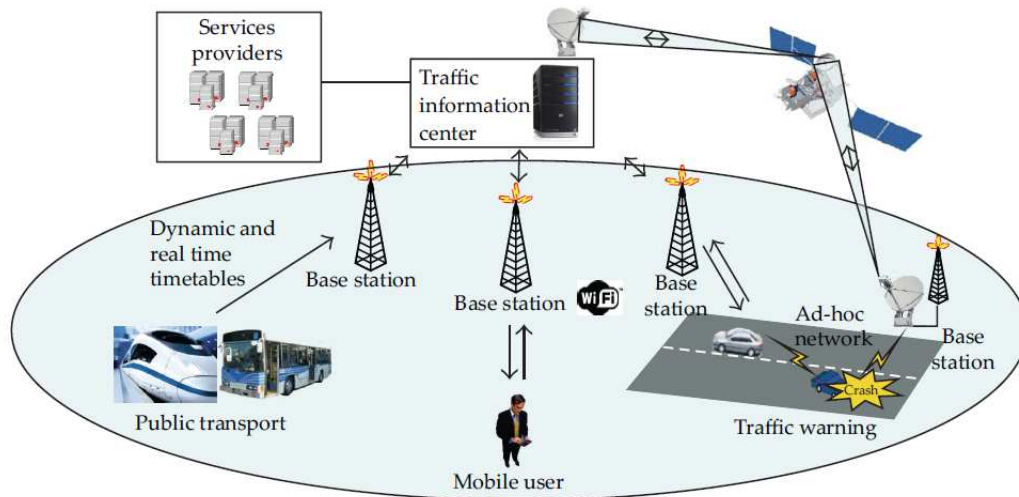 Services
providers
Traffic
information
center
Dynamic and
real time
timetables
Base station
Base station
WiFi
Base
station
Ad-hoc
network
Base
station
Crash
Public transport
Traffic warning
Mobile user